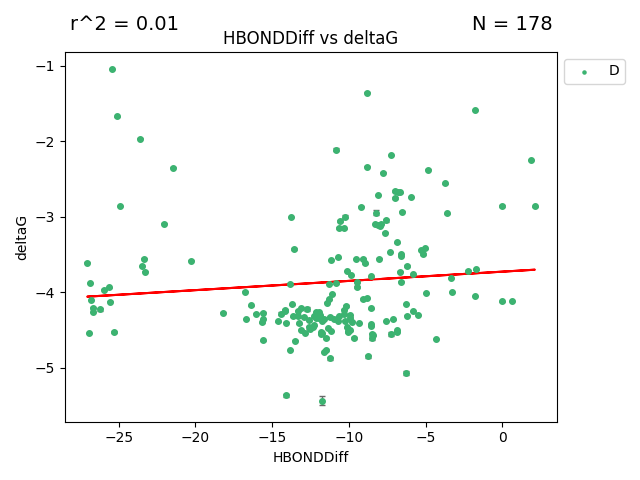 r^2 = 0.01
N = 178
HBONDDiff vs deltaG
D
−1
−2
−3
−4
−5
deltaG
−25
−20
−15
−10
−5
0
HBONDDiff